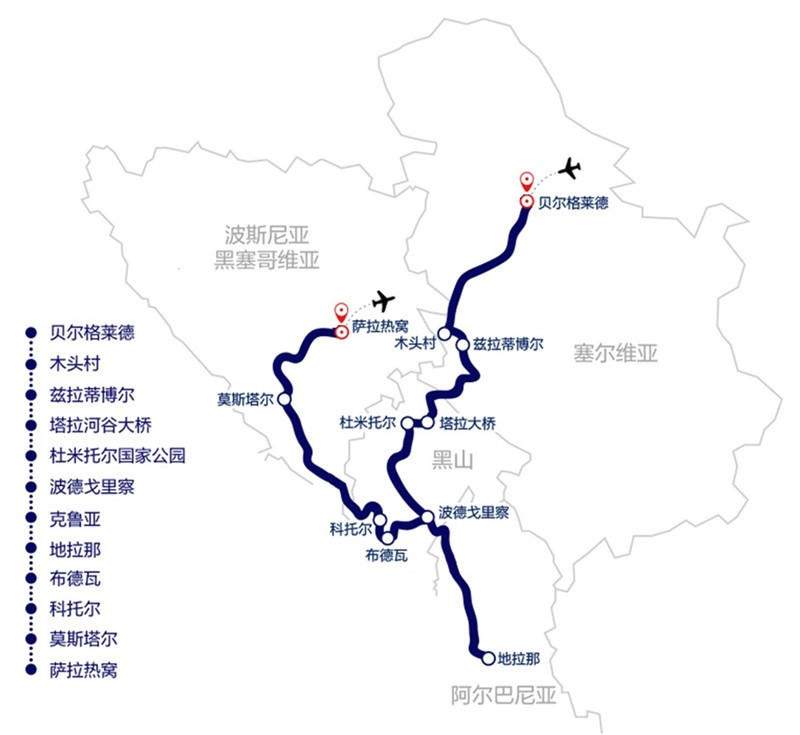 贝尔格莱德
波斯尼亚
黑塞哥维亚
萨拉热窝
木头村
兹拉蒂博尔
塞尔维亚
莫斯塔尔
杜米托尔
塔拉大桥
黑山
波德戈里察
科托尔
布德瓦
地拉那
阿尔巴尼亚
贝尔格莱德
木头村
兹拉蒂博尔
塔拉河谷大桥
杜米托尔国家公园
波德戈里察
克鲁亚
地拉那
布德瓦
科托尔
莫斯塔尔
萨拉热窝